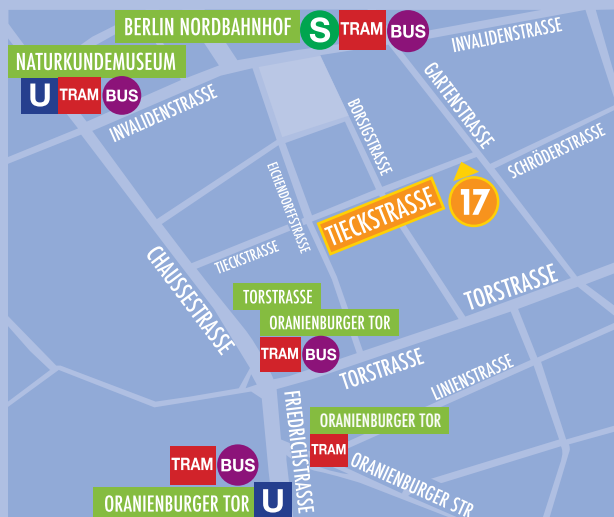 BERLIN NORDBAHNHOF
S TRAM BUS
INVALIDENSTRASSE
NATURKUNDEMUSEUM
U TRAM BUS
INVALIDENSTRASSE
GARTENSTRASSE
BORSIGSTRASSE
SCHRÖDERSTRASSE
EICHENDORFFSTRASSE
TIECKSTRASSE
17
TIECKSTRASSE
CHAUSSESTRASSE
TORSTRASSE
TORSTRASSE
ORANIENBURGER TOR
TRAM BUS
TORSTRASSE
LINIENSTRASSE
FRIEDRICHSTRASSE
ORANIENBURGER TOR
TRAM
ORANIENBURGER STR
TRAM BUS
ORANIENBURGER TOR U